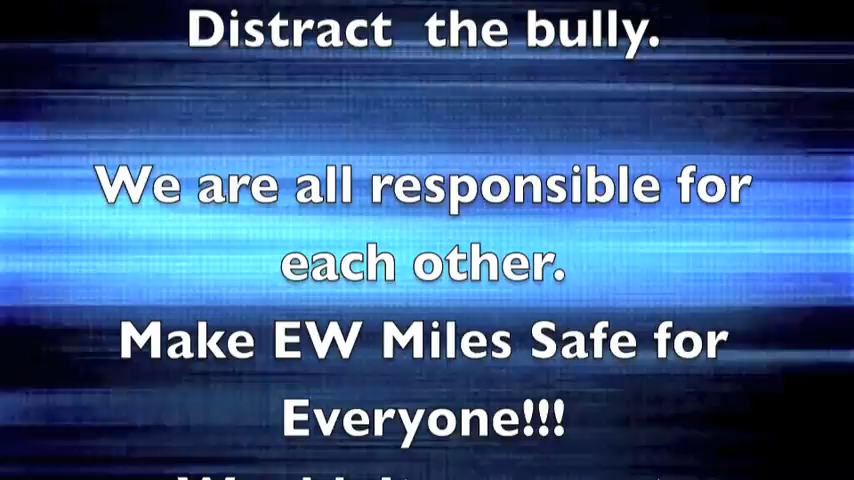 Distract  the bully.
We are all responsible for
each other.
Make EW Miles Safe for
Everyone!!!